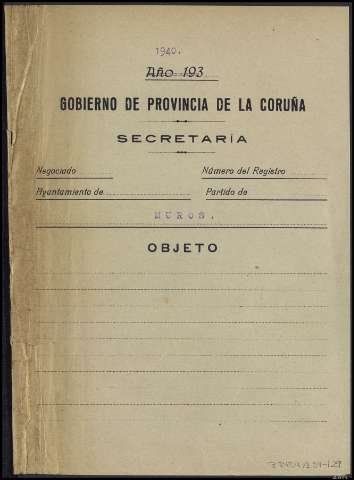 1940.
Año 193
GOBIERNO DE PROVINCIA DE LA CORUÑA
SECRETARÍA
Negociado Número del Registro
Ayuntamiento de Partido de
MUROS.
OBJETO